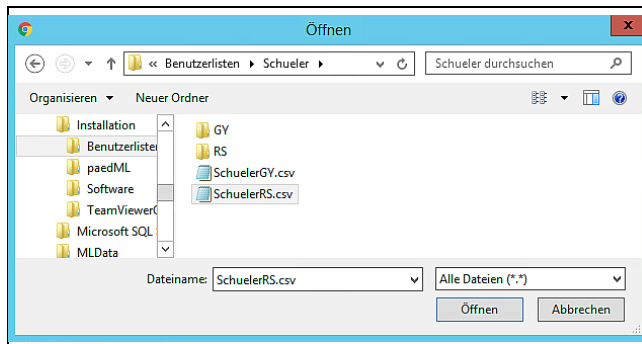 Öffnen
x
« Benutzerlisten Schueler
Schueler durchsuchen
Organisieren Neuer Ordner
Installation
Benutzerlisten
paedML
Software
TeamViewer
Microsoft SQL
MLData
GY
RS
SchuelerGY.csv
SchuelerRS.csv
Dateiname: SchuelerRS.csv
Alle Dateien (*.*)
Öffnen Abbrechen